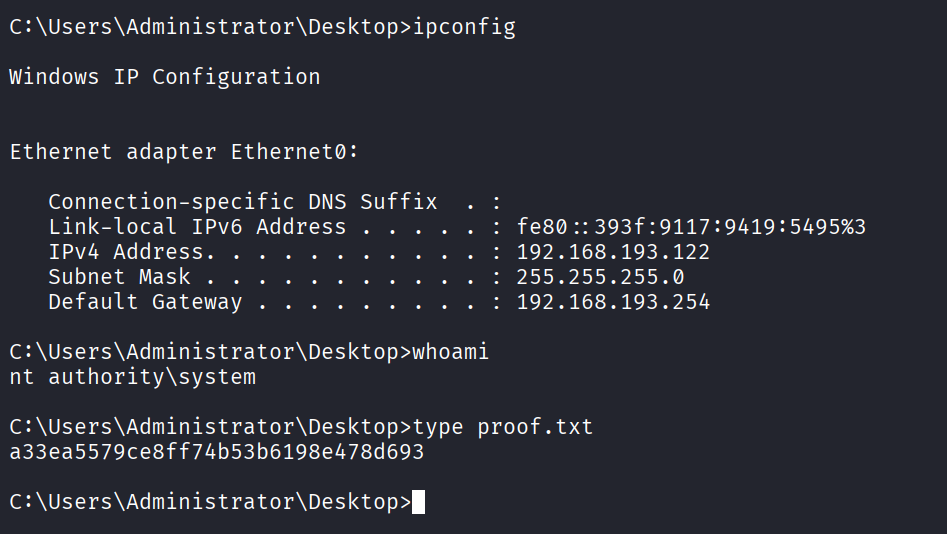 C:\Users\Administrator\Desktop>ipconfig
Windows IP Configuration
Ethernet adapter Ethernet0:
   Connection-specific DNS Suffix  . :
   Link-local IPv6 Address . . . . . : fe80::393f:9117:9419:5495%3
   IPv4 Address. . . . . . . . . . . : 192.168.193.122
   Subnet Mask . . . . . . . . . . . : 255.255.255.0
   Default Gateway . . . . . . . . . : 192.168.193.254
C:\Users\Administrator\Desktop>whoami
nt authority\system
C:\Users\Administrator\Desktop>type proof.txt
a33ea5579ce8ff74b53b6198e478d693
C:\Users\Administrator\Desktop>